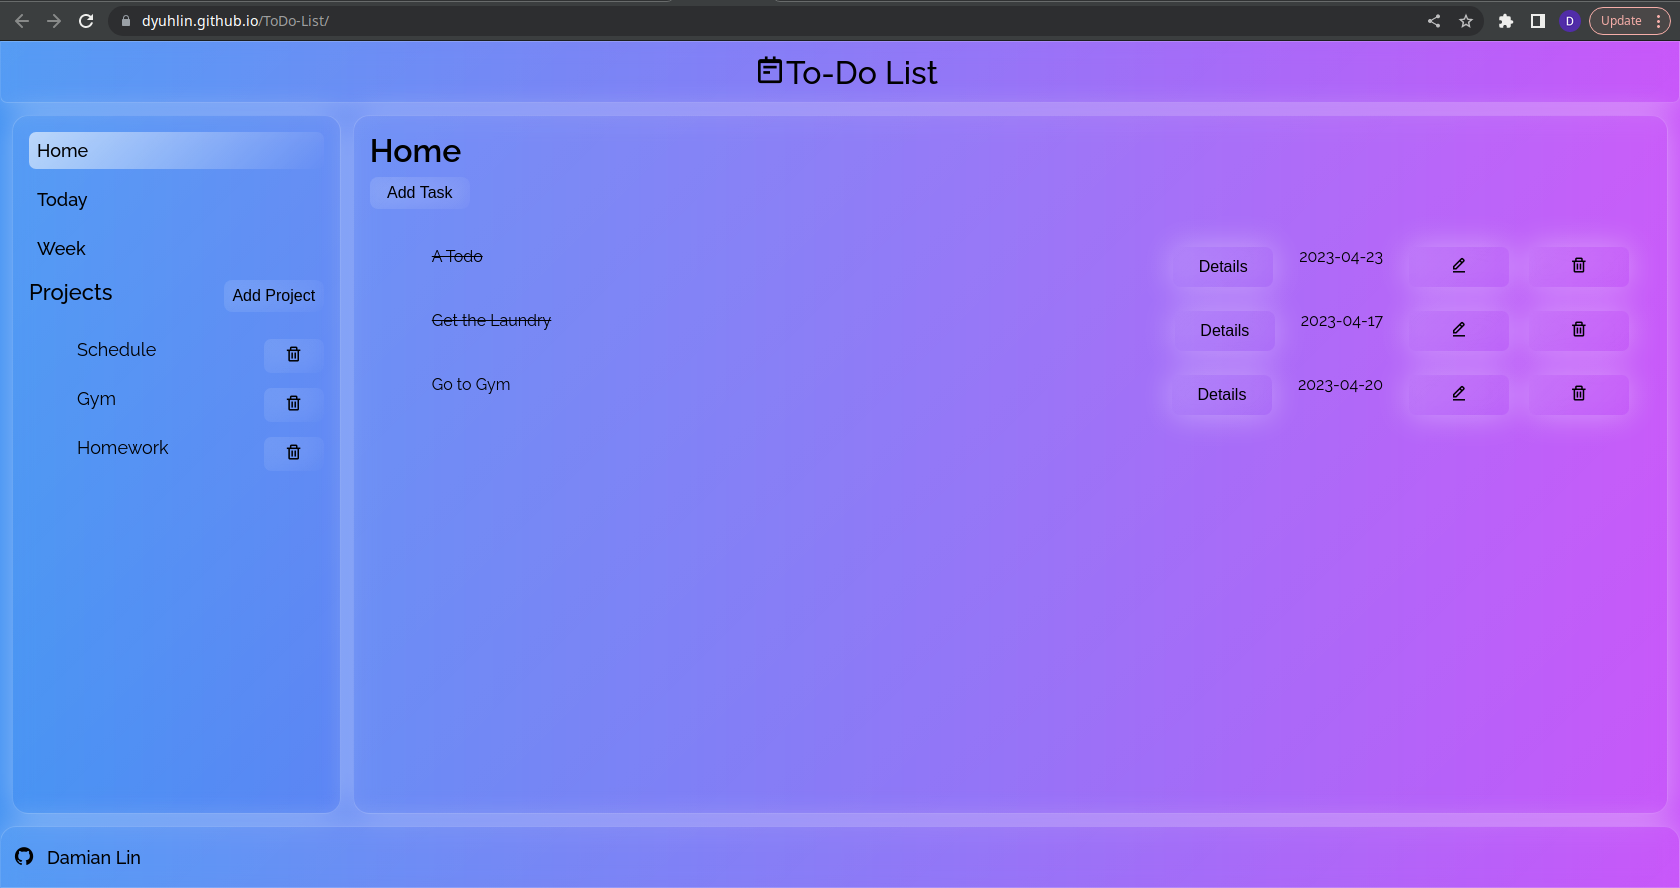 dyuhlin.github.io/ToDo-List/
D
Update
To-Do List
Home
Today
Week
Projects
Add Project
Schedule
Gym
Homework
Home
Add Task
A Todo Details 2023-04-23
Get the Laundry Details 2023-04-17
Go to Gym Details 2023-04-20
Damian Lin